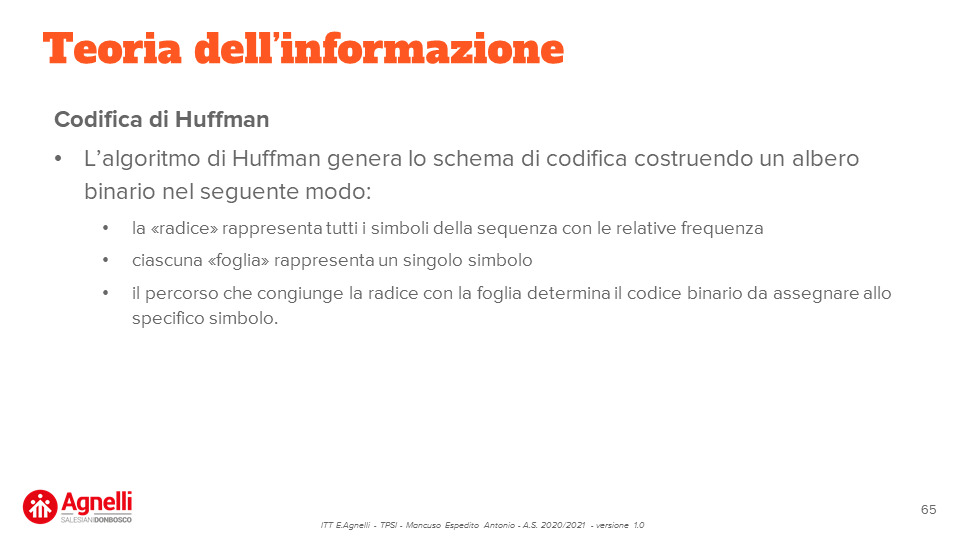 Teoria dell'informazione
Codifica di Huffman
• L'algoritmo di Huffman genera lo schema di codifica costruendo un albero
binario nel seguente modo:
• la «radice» rappresenta tutti i simboli della sequenza con le relative frequenza
• ciascuna «foglia» rappresenta un singolo simbolo
• il percorso che congiunge la radice con la foglia determina il codice binario da assegnare allo
specifico simbolo.
Agnelli
SALESIANIDONBOSCO
ITT E.Agnelli - TPSI - Mancuso Espedito Antonio - A.S. 2020/2021 - versione 1.0
65